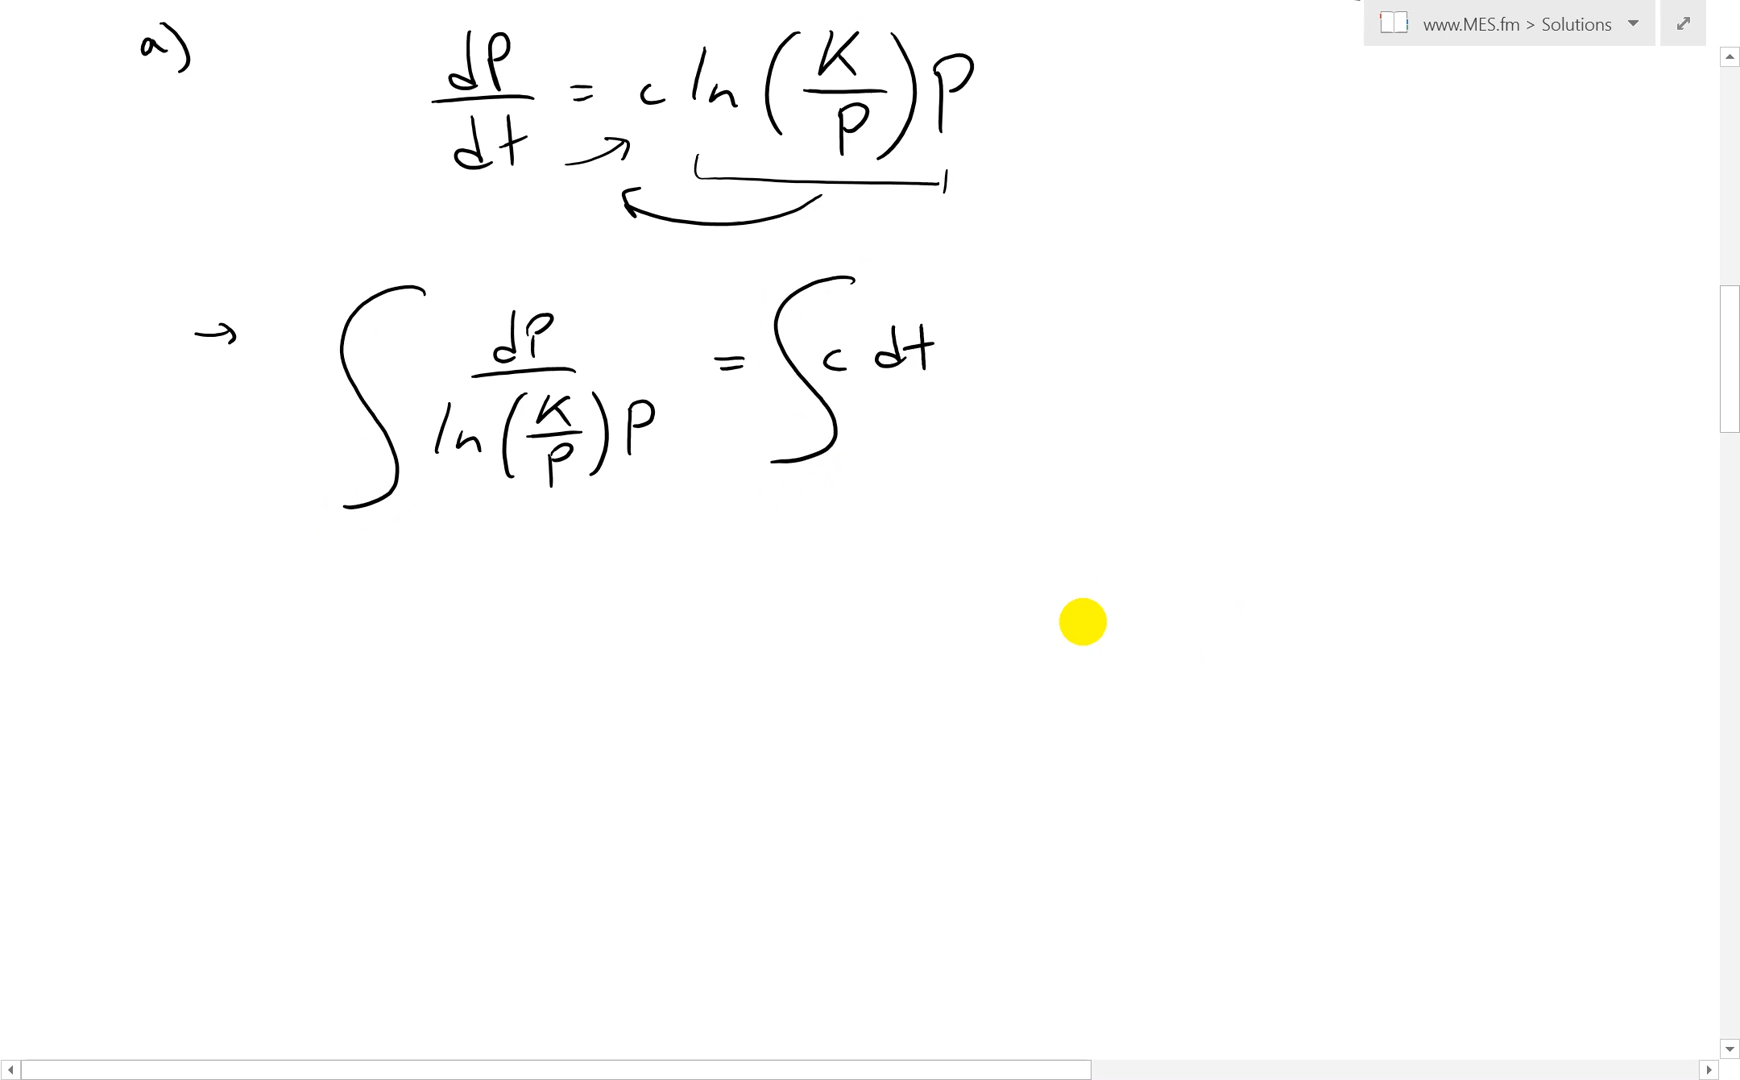 www.MES.fm > Solutions
a) dP/dt = c ln(K/P)P
→ ∫ dP/(ln(K/P)P) = ∫ c dt